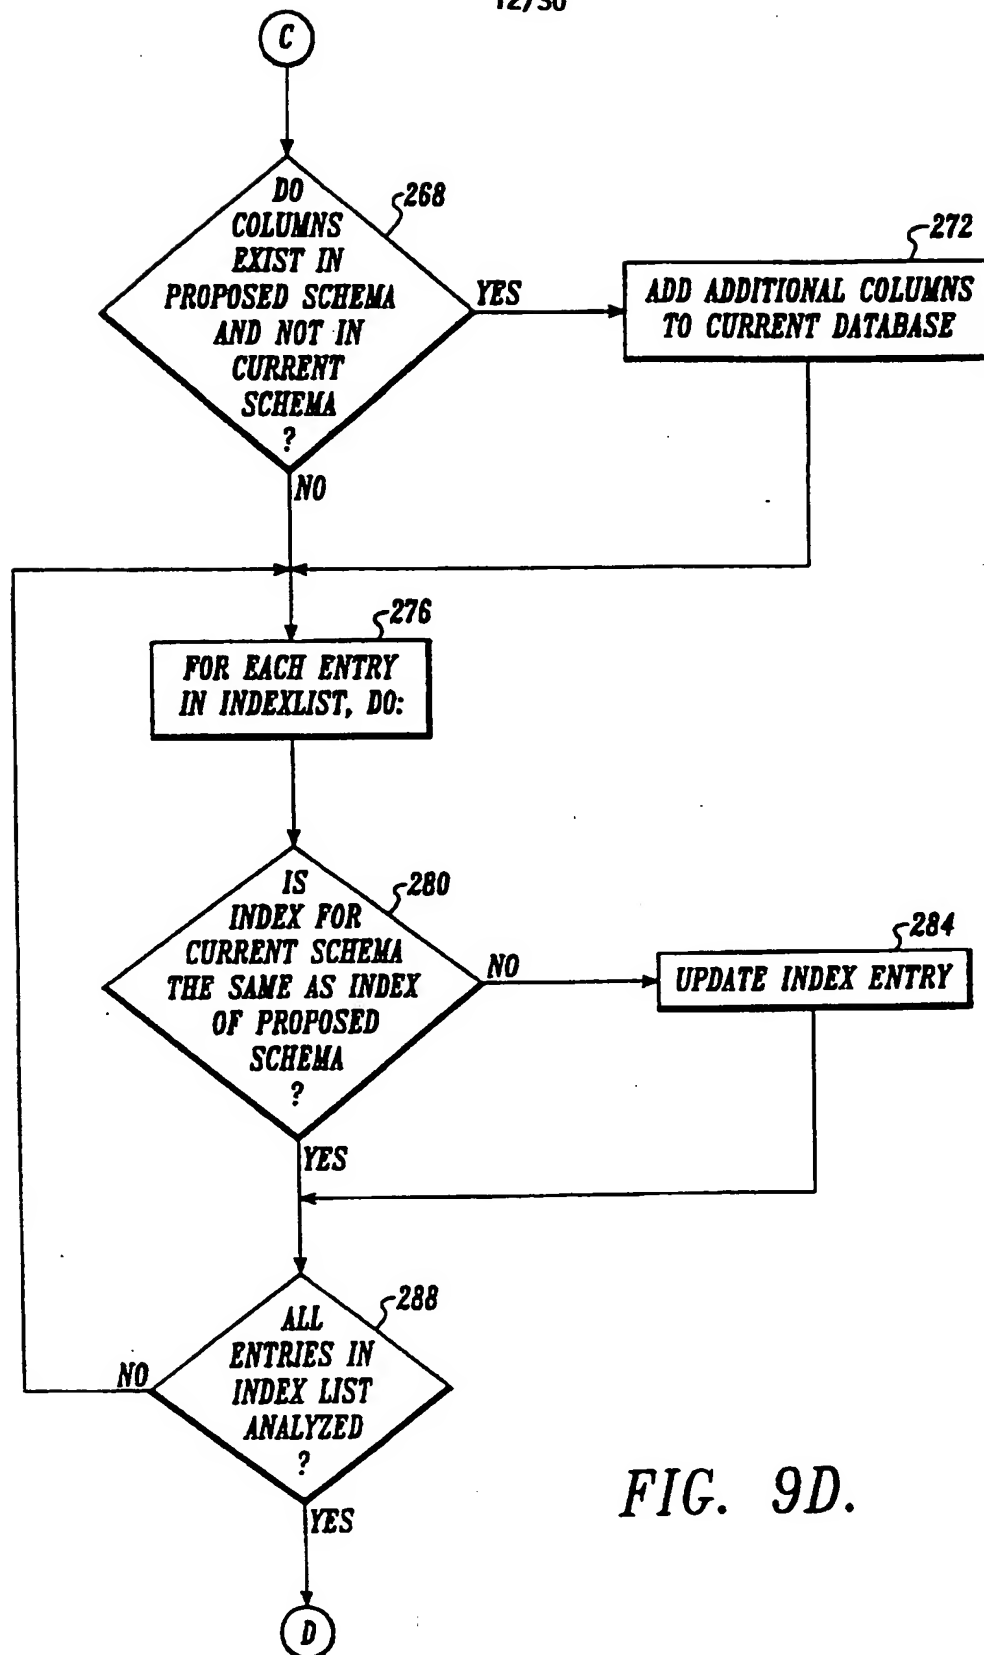 12/30
C
DO
COLUMNS
EXIST IN
PROPOSED SCHEMA
AND NOT IN
CURRENT
SCHEMA
?
268
YES
272
ADD ADDITIONAL COLUMNS
TO CURRENT DATABASE
NO
276
FOR EACH ENTRY
IN INDEXLIST, DO:
IS
INDEX FOR
CURRENT SCHEMA
THE SAME AS INDEX
OF PROPOSED
SCHEMA
?
280
NO
284
UPDATE INDEX ENTRY
YES
288
ALL
ENTRIES IN
INDEX LIST
ANALYZED
?
NO
YES
FIG. 9D.
D